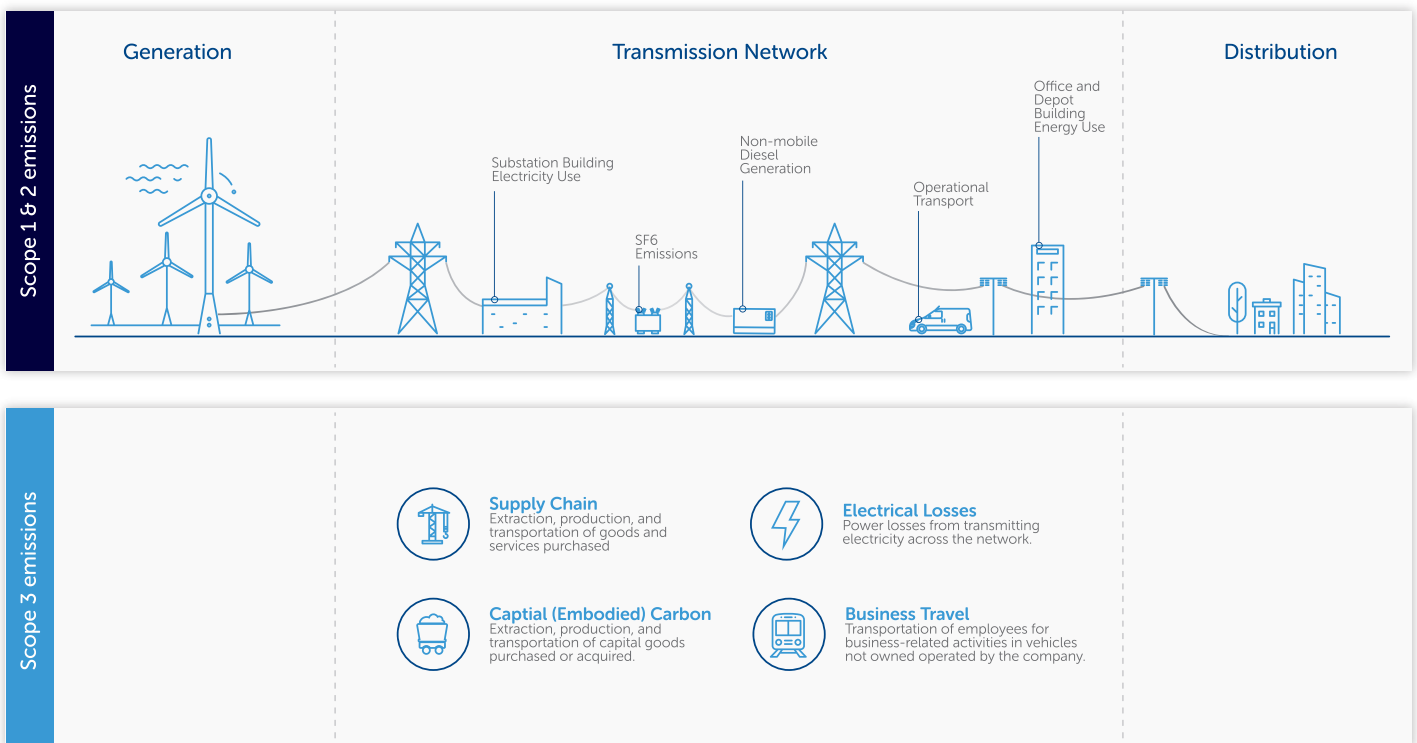 Scope 1 & 2 emissions
Generation
Transmission Network
Distribution
Substation Building
Electricity Use
SF6
Emissions
Non-mobile
Diesel
Generation
Operational
Transport
Office and
Depot
Building
Energy Use
Scope 3 emissions
Supply Chain
Extraction, production, and
transportation of goods and
services purchased
Electrical Losses
Power losses from transmitting
electricity across the network.
Captial (Embodied) Carbon
Extraction, production, and
transportation of capital goods
purchased or acquired.
Business Travel
Transportation of employees for
business-related activities in vehicles
not owned operated by the company.